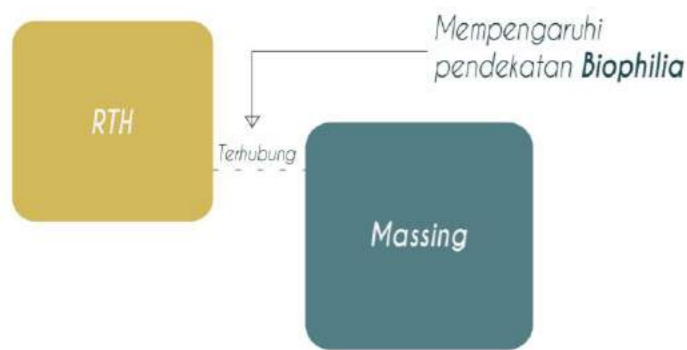 Mempengaruhi
pendekatan Biophilia
RTH
Terhubung
Massing